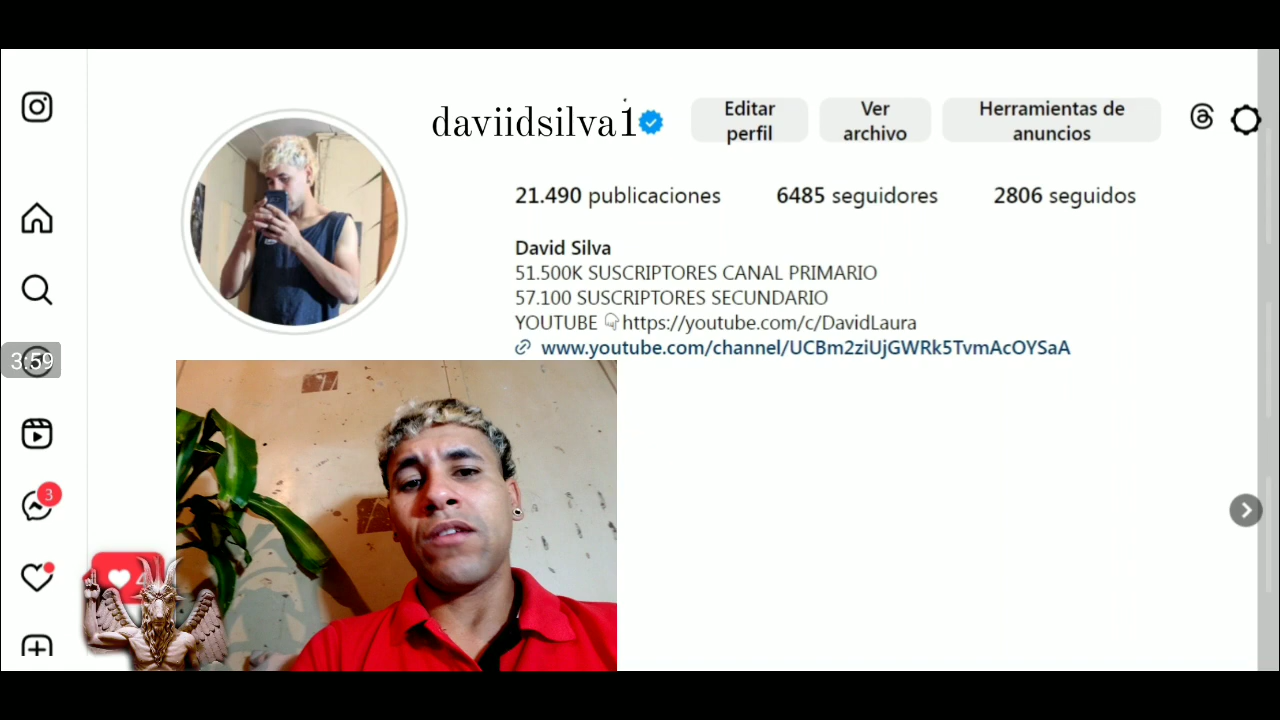 daviidsilva1
Editar
perfil
Ver
archivo
Herramientas de
anuncios
21.490 publicaciones
6485 seguidores
2806 seguidos
David Silva
51.500K SUSCRIPTORES CANAL PRIMARIO
57.100 SUSCRIPTORES SECUNDARIO
YOUTUBE 👇https://youtube.com/c/DavidLaura
www.youtube.com/channel/UCBm2ziUjGWRk5TvmAcOYSaA
3:59
3